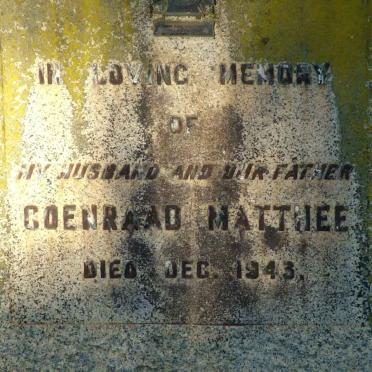 IN LOVING MEMORY
OF
MY HUSBAND AND OUR FATHER
COENRAAD MATTHEE
DIED DEC. 1943.